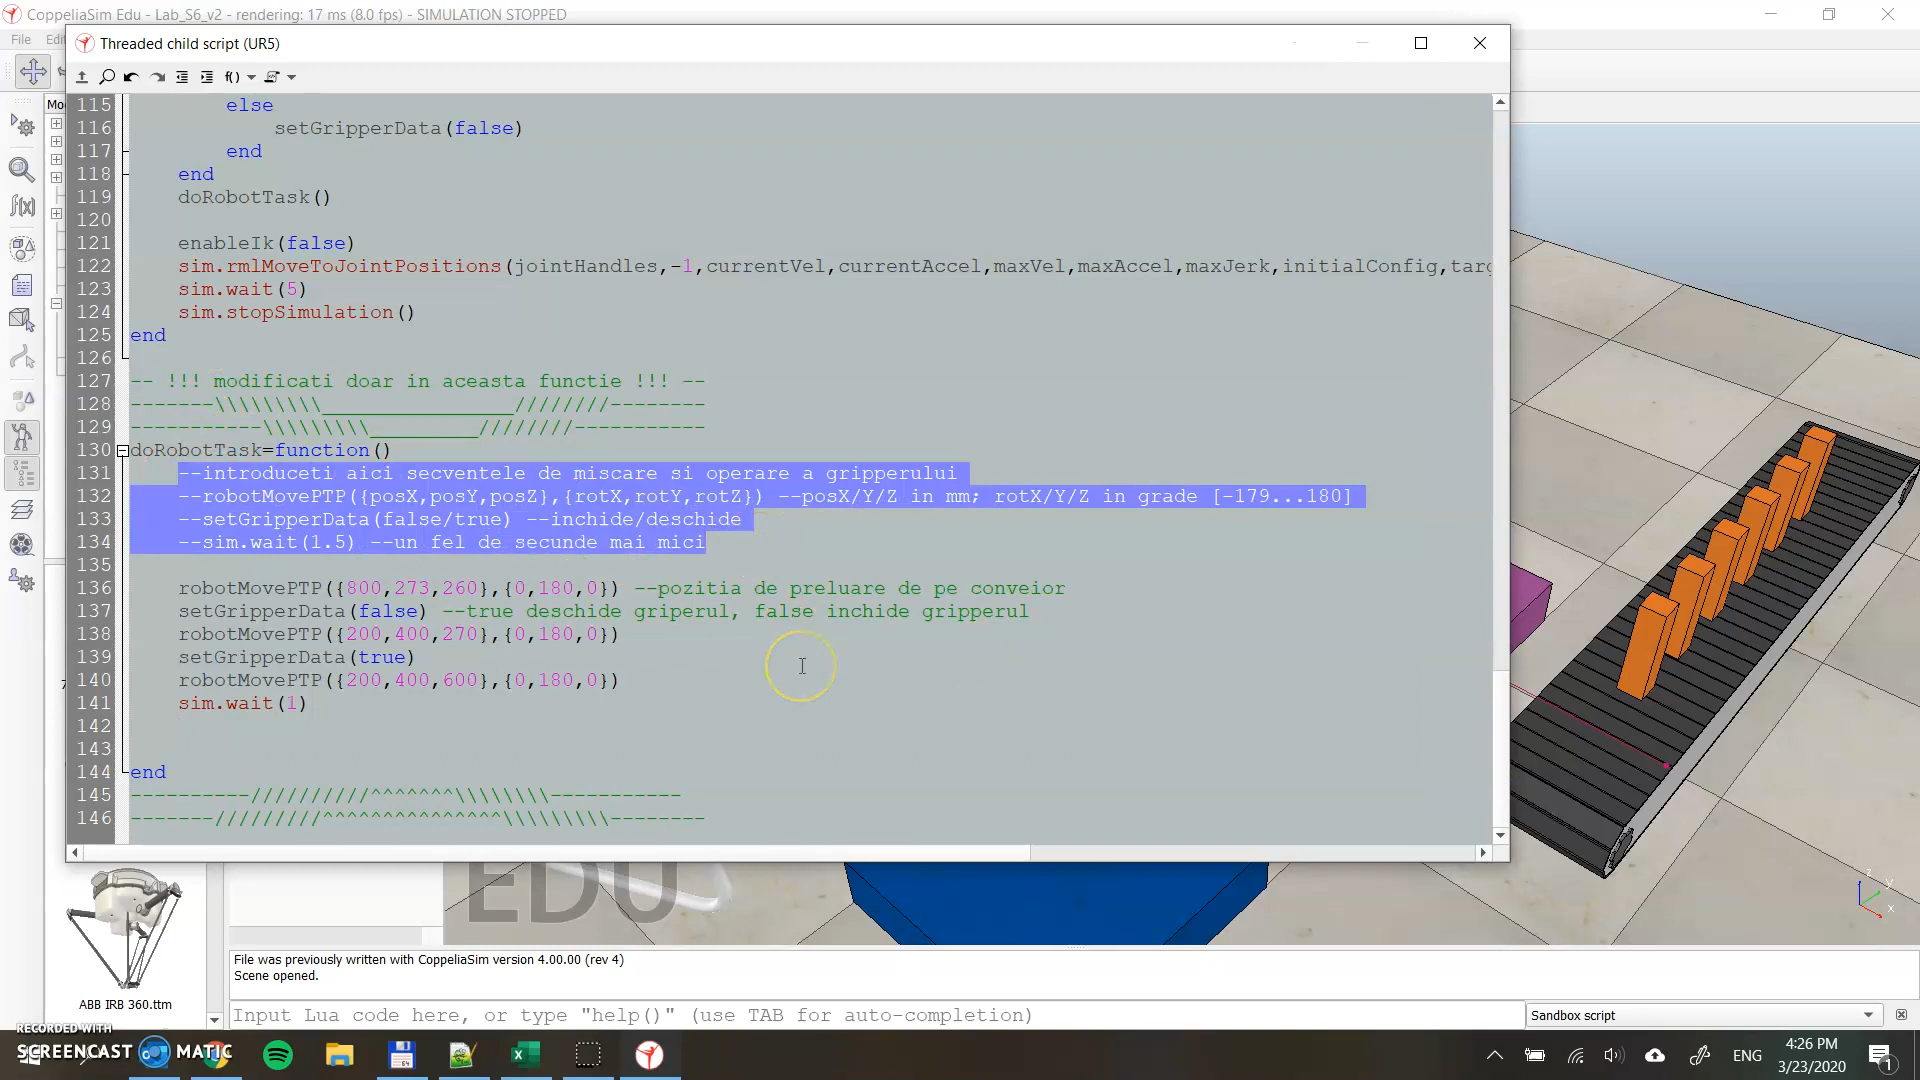 CoppeliaSim Edu - Lab_S6_v2 - rendering: 17 ms (8.0 fps) - SIMULATION STOPPED
File
Threaded child script (UR5)
f()
115 else
116 setGripperData(false)
117 end
118 end
119 doRobotTask()
120
121 enableIk(false)
122 sim.rmlMoveToJointPositions(jointHandles,-1,currentVel,currentAccel,maxVel,maxAccel,maxJerk,initialConfig,targ
123 sim.wait(5)
124 sim.stopSimulation()
125 end
126
127 -- !!! modificati doar in aceasta functie !!! --
128 -------\\\\\\\\\________________////////--------
129 -----------\\\\\\\\\_________////////-----------
130 doRobotTask=function()
131 --introduceti aici secventele de miscare si operare a gripperului
132 --robotMovePTP({posX,posY,posZ},{rotX,rotY,rotZ}) --posX/Y/Z in mm; rotX/Y/Z in grade [-179...180]
133 --setGripperData(false/true) --inchide/deschide
134 --sim.wait(1.5) --un fel de secunde mai mici
135
136 robotMovePTP({800,273,260},{0,180,0}) --pozitia de preluare de pe conveior
137 setGripperData(false) --true deschide griperul, false inchide gripperul
138 robotMovePTP({200,400,270},{0,180,0})
139 setGripperData(true)
140 robotMovePTP({200,400,600},{0,180,0})
141 sim.wait(1)
142
143
144 end
145 ----------//////////^^^^^^^\\\\\\\\-----------
146 -------/////////^^^^^^^^^^^^^^^\\\\\\\\\--------
EDU
z
y
x
ABB IRB 360.ttm
File was previously written with CoppeliaSim version 4.00.00 (rev 4)
Scene opened.
Input Lua code here, or type "help()" (use TAB for auto-completion)
Sandbox script
RECORDED WITH
SCREENCAST MATIC
ENG
4:26 PM
3/23/2020
1